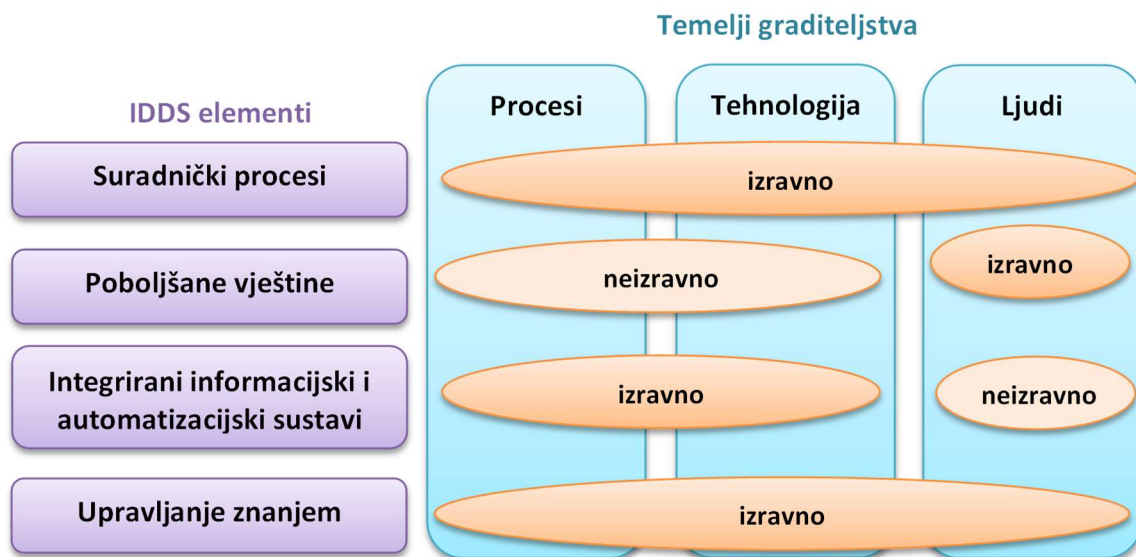 Temelji graditeljstva
IDDS elementi
Procesi
Tehnologija
Ljudi
Suradnički procesi
izravno
Poboljšane vještine
neizravno
izravno
Integrirani informacijski i
automatizacijski sustavi
izravno
neizravno
Upravljanje znanjem
izravno